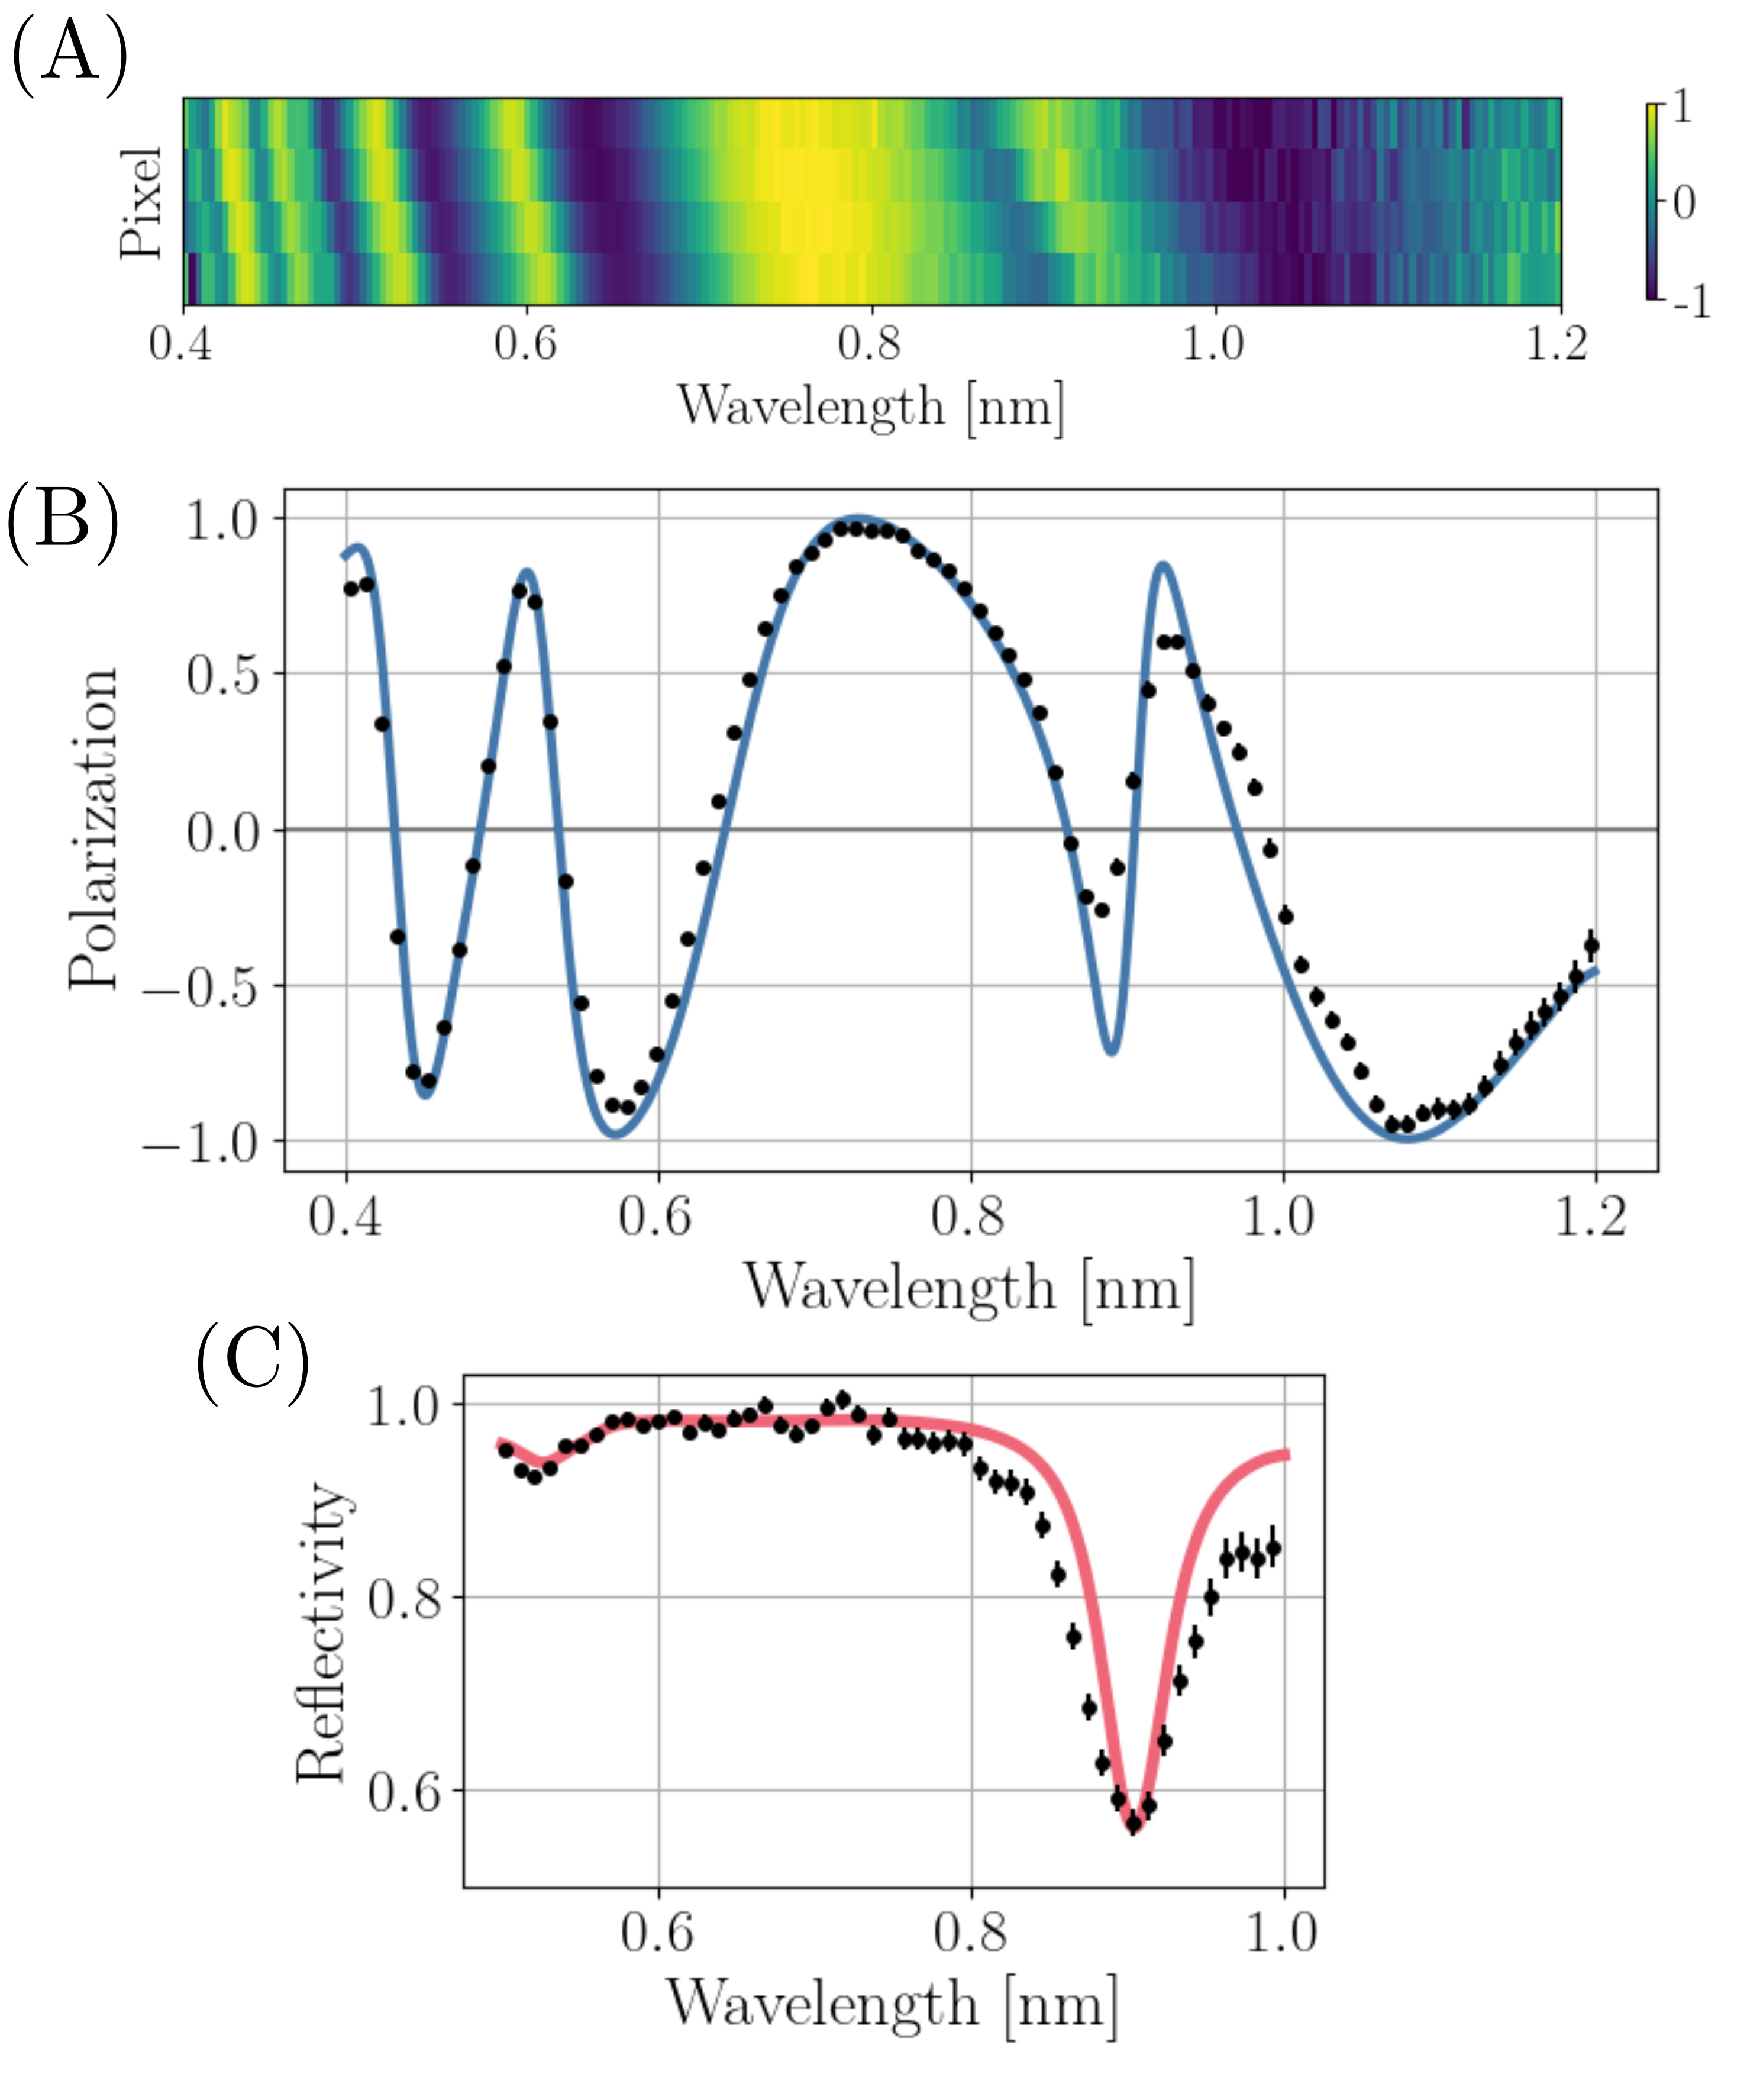 (A)
Pixel
1
0
-1
0.4 0.6 0.8 1.0 1.2
Wavelength [nm]
(B)
Polarization
1.0
0.5
0.0
−0.5
−1.0
0.4 0.6 0.8 1.0 1.2
Wavelength [nm]
(C)
Reflectivity
1.0
0.8
0.6
0.6 0.8 1.0
Wavelength [nm]